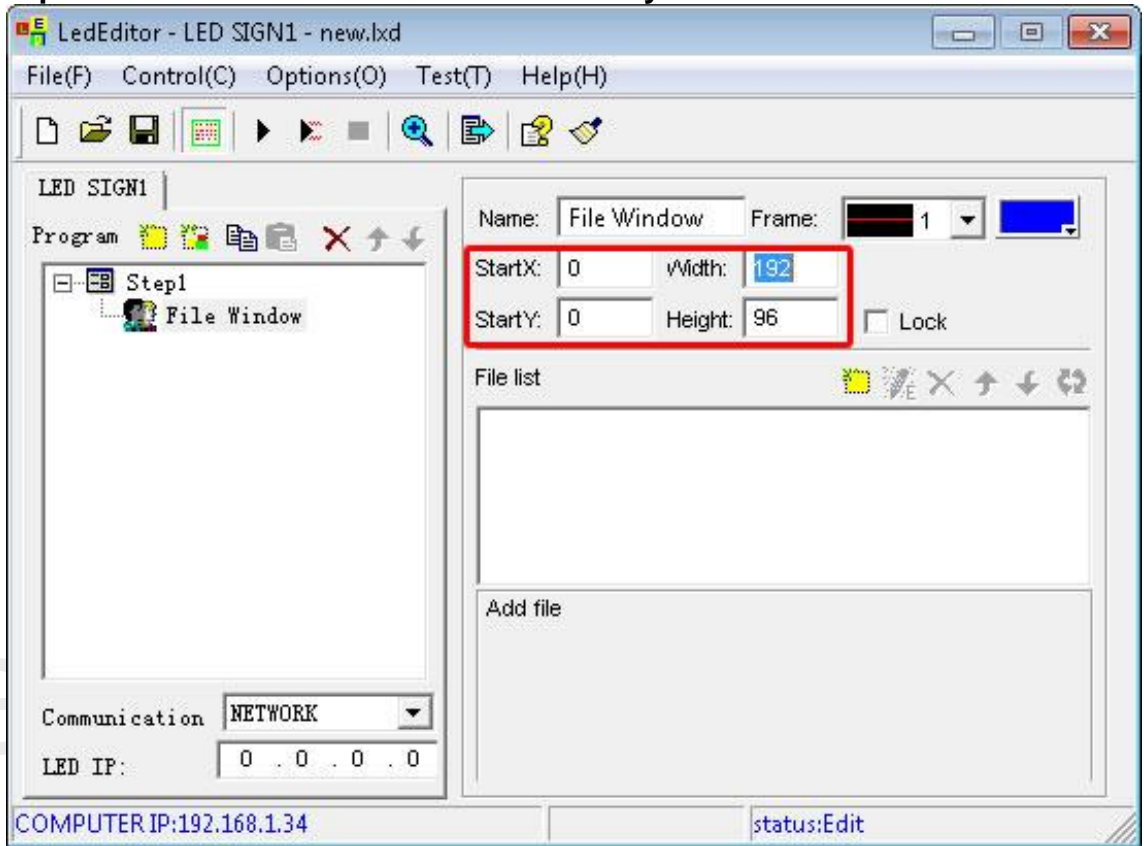 LedEditor - LED SIGN1 - new.lxd
File(F) Control(C) Options(O) Test(T) Help(H)
LED SIGN1
Program
Step1
File Window
Communication NETWORK
LED IP: 0 . 0 . 0 . 0
Name: File Window Frame: 1
StartX: 0 Width: 192
StartY: 0 Height: 96 Lock
File list
Add file
COMPUTER IP:192.168.1.34 status:Edit